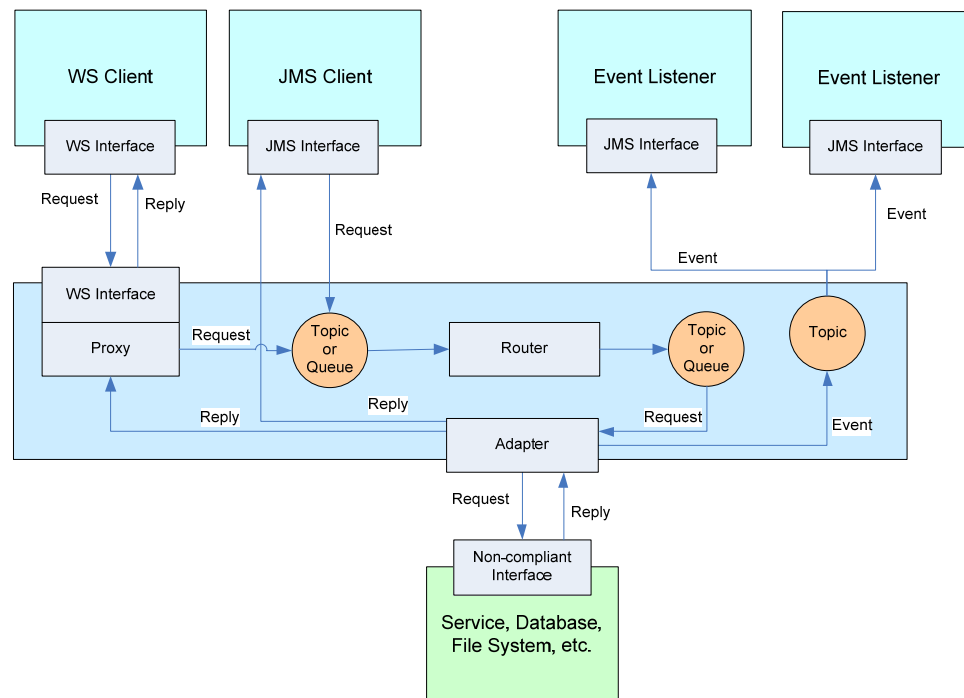 WS Client
JMS Client
Event Listener
Event Listener
WS Interface
JMS Interface
JMS Interface
JMS Interface
Request
Reply
Request
Event
Event
WS Interface
Proxy
Request
Topic
or
Queue
Router
Topic
or
Queue
Topic
Reply
Reply
Request
Event
Adapter
Request
Reply
Non-compliant
Interface
Service, Database,
File System, etc.